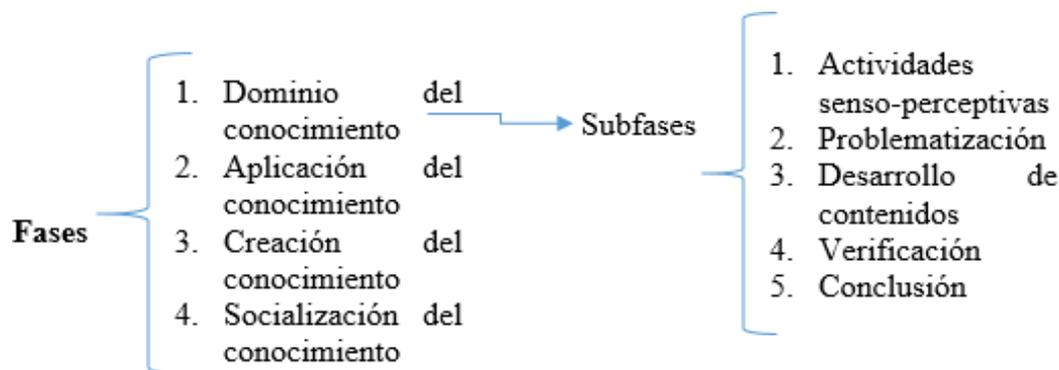 Fases
1. Dominio del
conocimiento
2. Aplicación del
conocimiento
3. Creación del
conocimiento
4. Socialización del
conocimiento
Subfases
1. Actividades
senso-perceptivas
2. Problematización
3. Desarrollo de
contenidos
4. Verificación
5. Conclusión